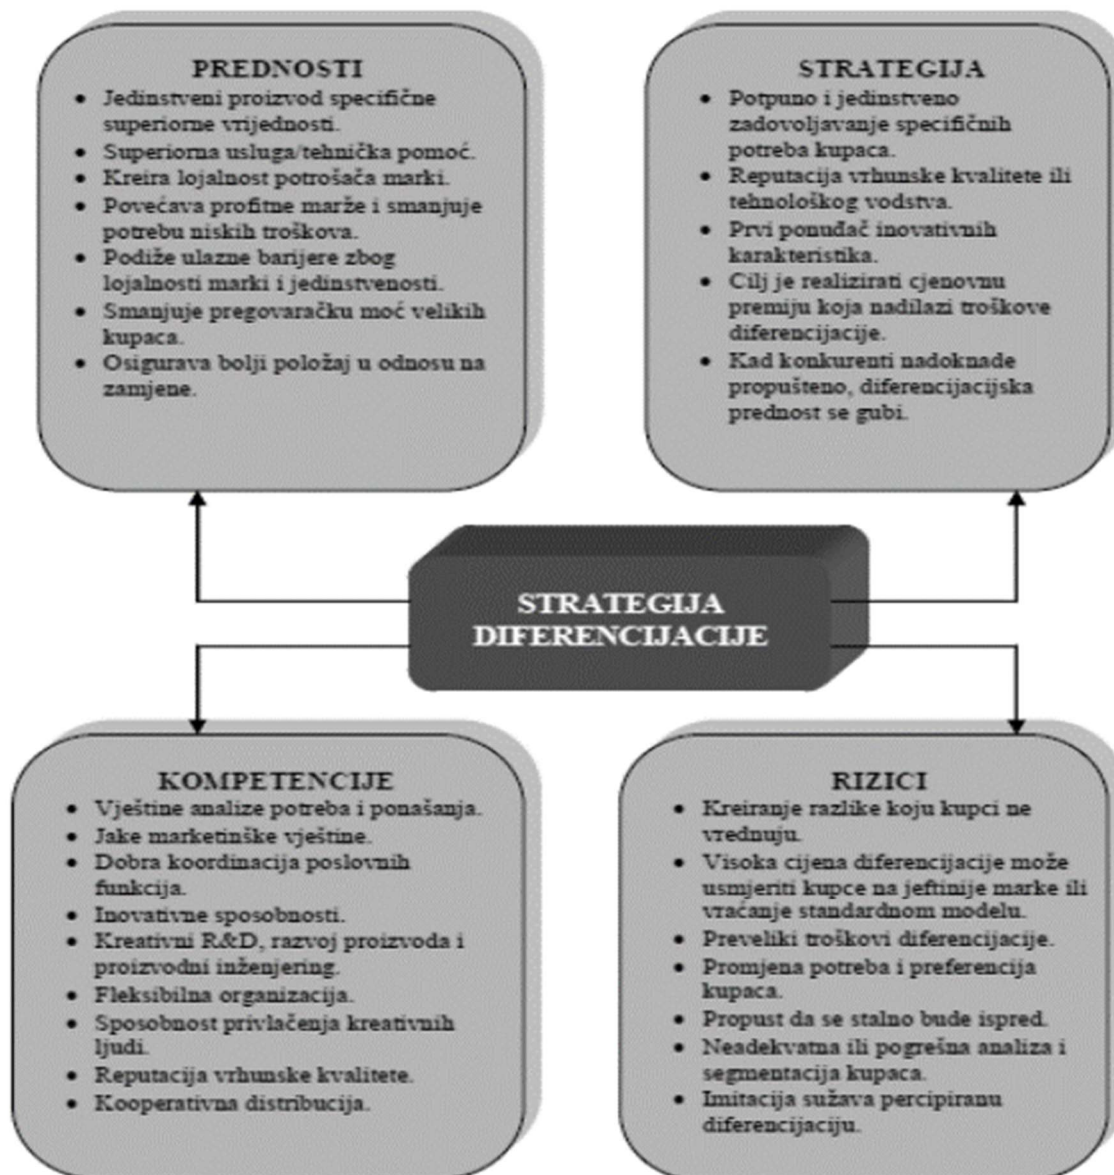 PREDNOSTI
• Jedinstveni proizvod specifične
superiorne vrijednosti.
• Superiorna usluga/tehnička pomoć.
• Kreira lojalnost potrošača marki.
• Povećava profitne marže i smanjuje
potrebu niskih troškova.
• Podiže ulazne barijere zbog
lojalnosti marki i jedinstvenosti.
• Smanjuje pregovaračku moć velikih
kupaca.
• Osigurava bolji položaj u odnosu na
zamjene.
STRATEGIJA
• Potpuno i jedinstveno
zadovoljavanje specifičnih
potreba kupaca.
• Reputacija vrhunske kvalitete ili
tehnološkog vodstva.
• Prvi ponuđač inovativnih
karakteristika.
• Cilj je realizirati cjenovnu
premiju koja nadilazi troškove
diferencijacije.
• Kad konkurenti nadoknade
propušteno, diferencijacijska
prednost se gubi.
STRATEGIJA
DIFERENCIJACIJE
KOMPETENCIJE
• Vještine analize potreba i ponašanja.
• Jake marketinške vještine.
• Dobra koordinacija poslovnih
funkcija.
• Inovativne sposobnosti.
• Kreativni R&D, razvoj proizvoda i
proizvodni inženjering.
• Fleksibilna organizacija.
• Sposobnost privlačenja kreativnih
ljudi.
• Reputacija vrhunske kvalitete.
• Kooperativna distribucija.
RIZICI
• Kreiranje razlike koju kupci ne
vrednuju.
• Visoka cijena diferencijacije može
usmjeriti kupce na jeftinije marke ili
vraćanje standardnom modelu.
• Preveliki troškovi diferencijacije.
• Promjena potreba i preferencija
kupaca.
• Propust da se stalno bude ispred.
• Neadekvatna ili pogrešna analiza i
segmentacija kupaca.
• Imitacija sužava percipiranu
diferencijaciju.